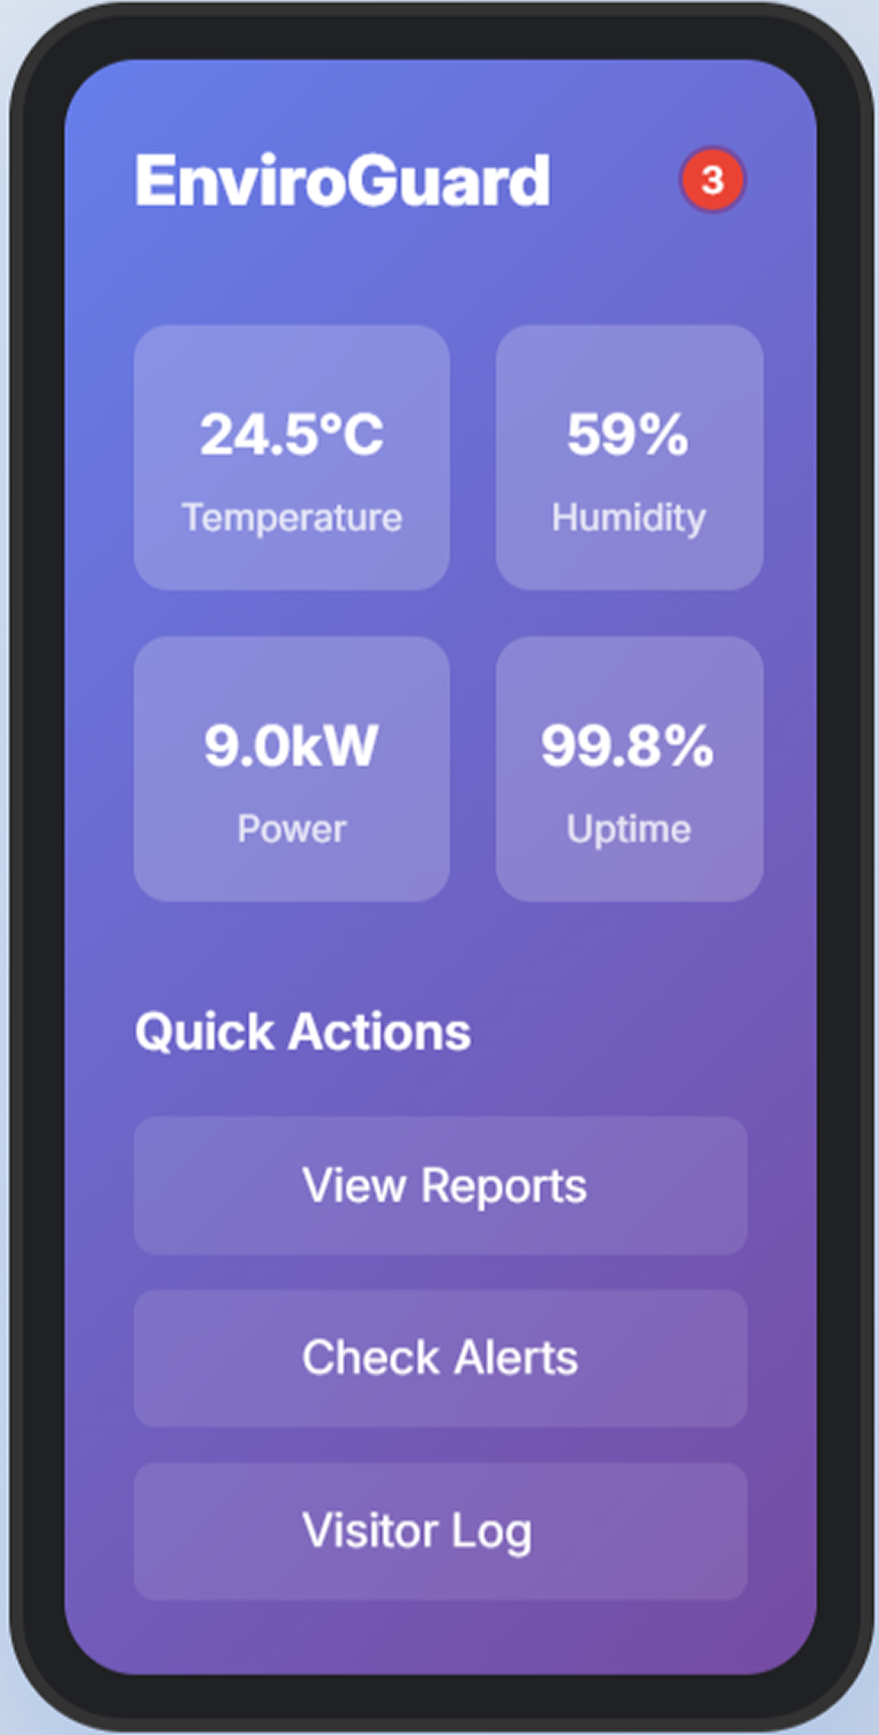 EnviroGuard
3
24.5°C
Temperature
59%
Humidity
9.0kW
Power
99.8%
Uptime
Quick Actions
View Reports
Check Alerts
Visitor Log